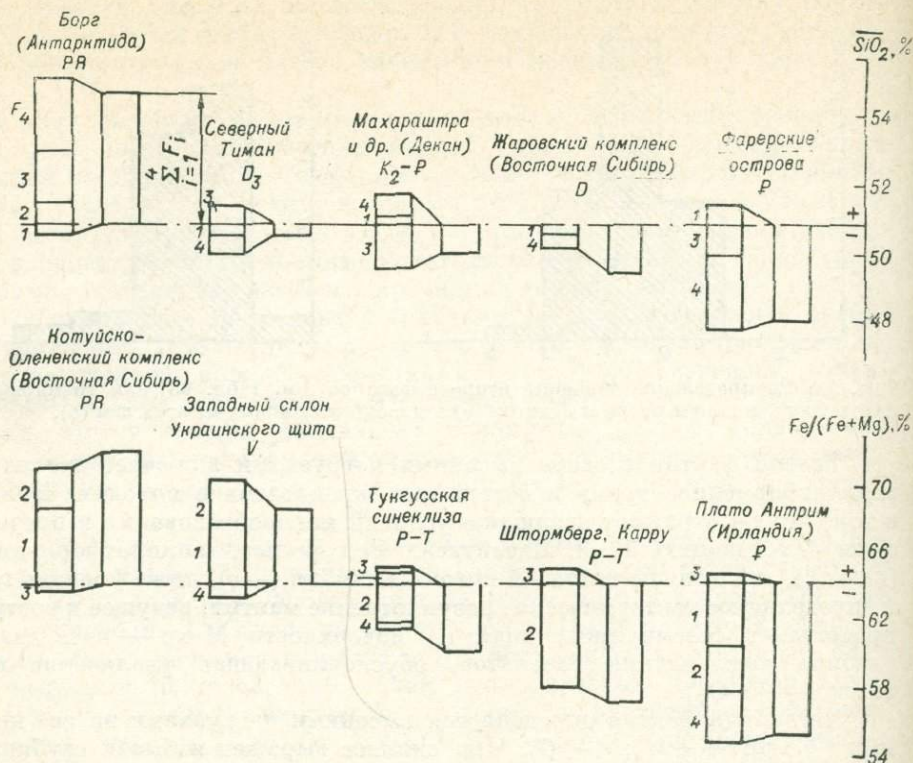 Борг
(Антарктида)
PR
F4
3
2
1
4
∑ Fi
i=1
Северный
Тиман
D3
3
1
4
Махараштра
и др. (Декан)
K2–₽
4
1
3
Жаровский комплекс
(Восточная Сибирь)
D
1
4
Фарерские
острова
₽
1
3
4
SiO2, %
54
52
+
−
50
48
Котуйско-
Оленекский комплекс
(Восточная Сибирь)
PR
2
1
3
Западный склон
Украинского щита
V
2
1
4
Тунгусская
синеклиза
P–T
3
2
4
Штормберг, Карру
P–T
3
2
Плато Антрим
(Ирландия)
₽
3
1
2
4
Fe/(Fe+Mg), %
70
66
+
−
62
58
54